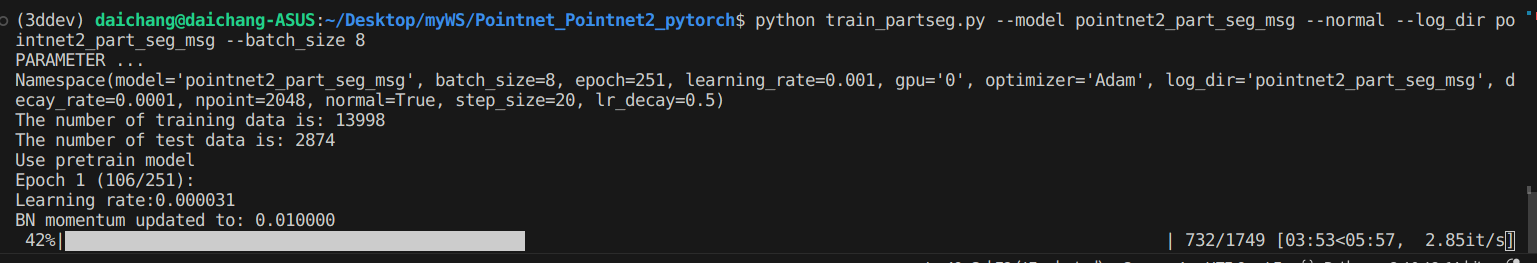 (3ddev) daichang@daichang-ASUS:~/Desktop/myWS/Pointnet_Pointnet2_pytorch$ python train_partseg.py --model pointnet2_part_seg_msg --normal --log_dir po
intnet2_part_seg_msg --batch_size 8
PARAMETER ...
Namespace(model='pointnet2_part_seg_msg', batch_size=8, epoch=251, learning_rate=0.001, gpu='0', optimizer='Adam', log_dir='pointnet2_part_seg_msg', d
ecay_rate=0.0001, npoint=2048, normal=True, step_size=20, lr_decay=0.5)
The number of training data is: 13998
The number of test data is: 2874
Use pretrain model
Epoch 1 (106/251):
Learning rate:0.000031
BN momentum updated to: 0.010000
42%| | 732/1749 [03:53<05:57, 2.85it/s]